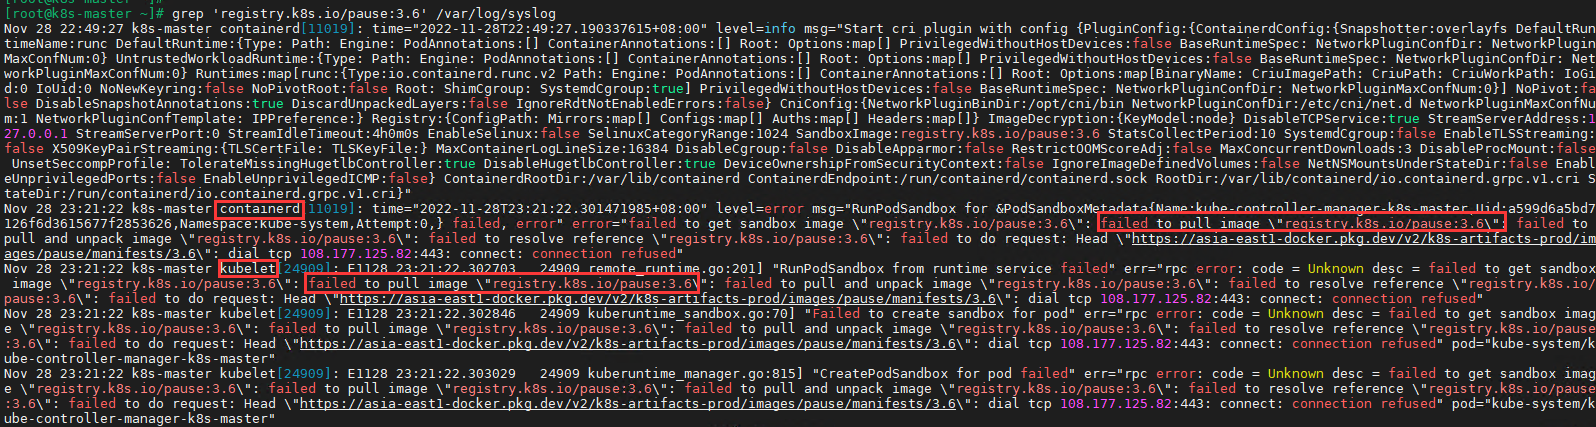 [root@k8s-master ~]#
[root@k8s-master ~]# grep 'registry.k8s.io/pause:3.6' /var/log/syslog
Nov 28 22:49:27 k8s-master containerd[11019]: time="2022-11-28T22:49:27.190337615+08:00" level=info msg="Start cri plugin with config {PluginConfig:{ContainerdConfig:{Snapshotter:overlayfs DefaultRun
timeName:runc DefaultRuntime:{Type: Path: Engine: PodAnnotations:[] ContainerAnnotations:[] Root: Options:map[] PrivilegedWithoutHostDevices:false BaseRuntimeSpec: NetworkPluginConfDir: NetworkPlugin
MaxConfNum:0} UntrustedWorkloadRuntime:{Type: Path: Engine: PodAnnotations:[] ContainerAnnotations:[] Root: Options:map[] PrivilegedWithoutHostDevices:false BaseRuntimeSpec: NetworkPluginConfDir: Net
workPluginMaxConfNum:0} Runtimes:map[runc:{Type:io.containerd.runc.v2 Path: Engine: PodAnnotations:[] ContainerAnnotations:[] Root: Options:map[BinaryName: CriuImagePath: CriuPath: CriuWorkPath: IoGi
d:0 IoUid:0 NoNewKeyring:false NoPivotRoot:false Root: ShimCgroup: SystemdCgroup:true] PrivilegedWithoutHostDevices:false BaseRuntimeSpec: NetworkPluginConfDir: NetworkPluginMaxConfNum:0}] NoPivot:fa
lse DisableSnapshotAnnotations:true DiscardUnpackedLayers:false IgnoreRdtNotEnabledErrors:false} CniConfig:{NetworkPluginBinDir:/opt/cni/bin NetworkPluginConfDir:/etc/cni/net.d NetworkPluginMaxConfNu
m:1 NetworkPluginConfTemplate: IPPreference:} Registry:{ConfigPath: Mirrors:map[] Configs:map[] Auths:map[] Headers:map[]} ImageDecryption:{KeyModel:node} DisableTCPService:true StreamServerAddress:1
27.0.0.1 StreamServerPort:0 StreamIdleTimeout:4h0m0s EnableSelinux:false SelinuxCategoryRange:1024 SandboxImage:registry.k8s.io/pause:3.6 StatsCollectPeriod:10 SystemdCgroup:false EnableTLSStreaming:
false X509KeyPairStreaming:{TLSCertFile: TLSKeyFile:} MaxContainerLogLineSize:16384 DisableCgroup:false DisableApparmor:false RestrictOOMScoreAdj:false MaxConcurrentDownloads:3 DisableProcMount:false
 UnsetSeccompProfile: TolerateMissingHugetlbController:true DisableHugetlbController:true DeviceOwnershipFromSecurityContext:false IgnoreImageDefinedVolumes:false NetNSMountsUnderStateDir:false Enabl
eUnprivilegedPorts:false EnableUnprivilegedICMP:false} ContainerdRootDir:/var/lib/containerd ContainerdEndpoint:/run/containerd/containerd.sock RootDir:/var/lib/containerd/io.containerd.grpc.v1.cri S
tateDir:/run/containerd/io.containerd.grpc.v1.cri}"
Nov 28 23:21:22 k8s-master containerd[11019]: time="2022-11-28T23:21:22.301471985+08:00" level=error msg="RunPodSandbox for &PodSandboxMetadata{Name:kube-controller-manager-k8s-master,Uid:a599d6a5bd7
126f6d3615677f2853626,Namespace:kube-system,Attempt:0,} failed, error" error="failed to get sandbox image \"registry.k8s.io/pause:3.6\": failed to pull image \"registry.k8s.io/pause:3.6\": failed to
pull and unpack image \"registry.k8s.io/pause:3.6\": failed to resolve reference \"registry.k8s.io/pause:3.6\": failed to do request: Head \"https://asia-east1-docker.pkg.dev/v2/k8s-artifacts-prod/im
ages/pause/manifests/3.6\": dial tcp 108.177.125.82:443: connect: connection refused"
Nov 28 23:21:22 k8s-master kubelet[24909]: E1128 23:21:22.302703   24909 remote_runtime.go:201] "RunPodSandbox from runtime service failed" err="rpc error: code = Unknown desc = failed to get sandbox
 image \"registry.k8s.io/pause:3.6\": failed to pull image \"registry.k8s.io/pause:3.6\": failed to pull and unpack image \"registry.k8s.io/pause:3.6\": failed to resolve reference \"registry.k8s.io/
pause:3.6\": failed to do request: Head \"https://asia-east1-docker.pkg.dev/v2/k8s-artifacts-prod/images/pause/manifests/3.6\": dial tcp 108.177.125.82:443: connect: connection refused"
Nov 28 23:21:22 k8s-master kubelet[24909]: E1128 23:21:22.302846   24909 kuberuntime_sandbox.go:70] "Failed to create sandbox for pod" err="rpc error: code = Unknown desc = failed to get sandbox imag
e \"registry.k8s.io/pause:3.6\": failed to pull image \"registry.k8s.io/pause:3.6\": failed to pull and unpack image \"registry.k8s.io/pause:3.6\": failed to resolve reference \"registry.k8s.io/pause
:3.6\": failed to do request: Head \"https://asia-east1-docker.pkg.dev/v2/k8s-artifacts-prod/images/pause/manifests/3.6\": dial tcp 108.177.125.82:443: connect: connection refused" pod="kube-system/k
ube-controller-manager-k8s-master"
Nov 28 23:21:22 k8s-master kubelet[24909]: E1128 23:21:22.303029   24909 kuberuntime_manager.go:815] "CreatePodSandbox for pod failed" err="rpc error: code = Unknown desc = failed to get sandbox imag
e \"registry.k8s.io/pause:3.6\": failed to pull image \"registry.k8s.io/pause:3.6\": failed to pull and unpack image \"registry.k8s.io/pause:3.6\": failed to resolve reference \"registry.k8s.io/pause
:3.6\": failed to do request: Head \"https://asia-east1-docker.pkg.dev/v2/k8s-artifacts-prod/images/pause/manifests/3.6\": dial tcp 108.177.125.82:443: connect: connection refused" pod="kube-system/k
ube-controller-manager-k8s-master"